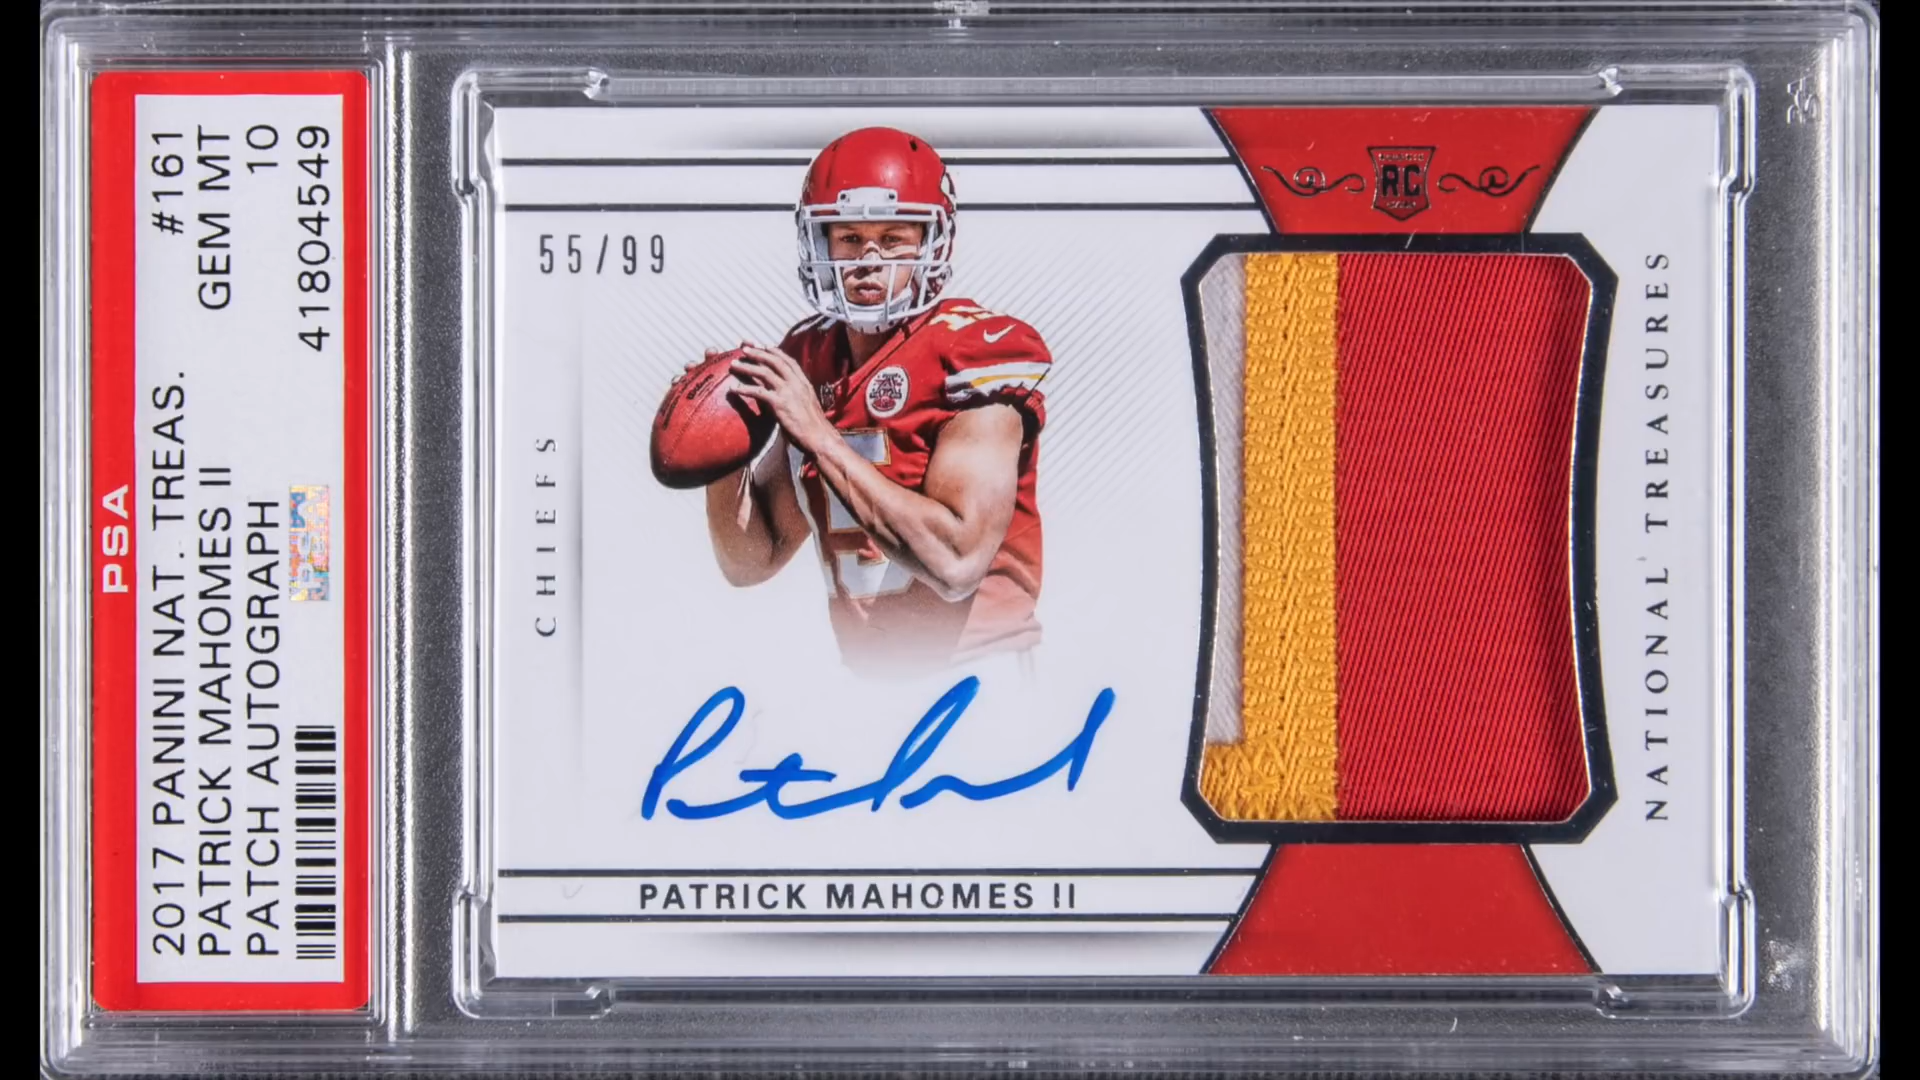 PSA
2017 PANINI NAT. TREAS. #161
PATRICK MAHOMES II GEM MT
PATCH AUTOGRAPH 10
41804549
RC
55/99
CHIEFS
15
PATRICK MAHOMES II
NATIONAL TREASURES